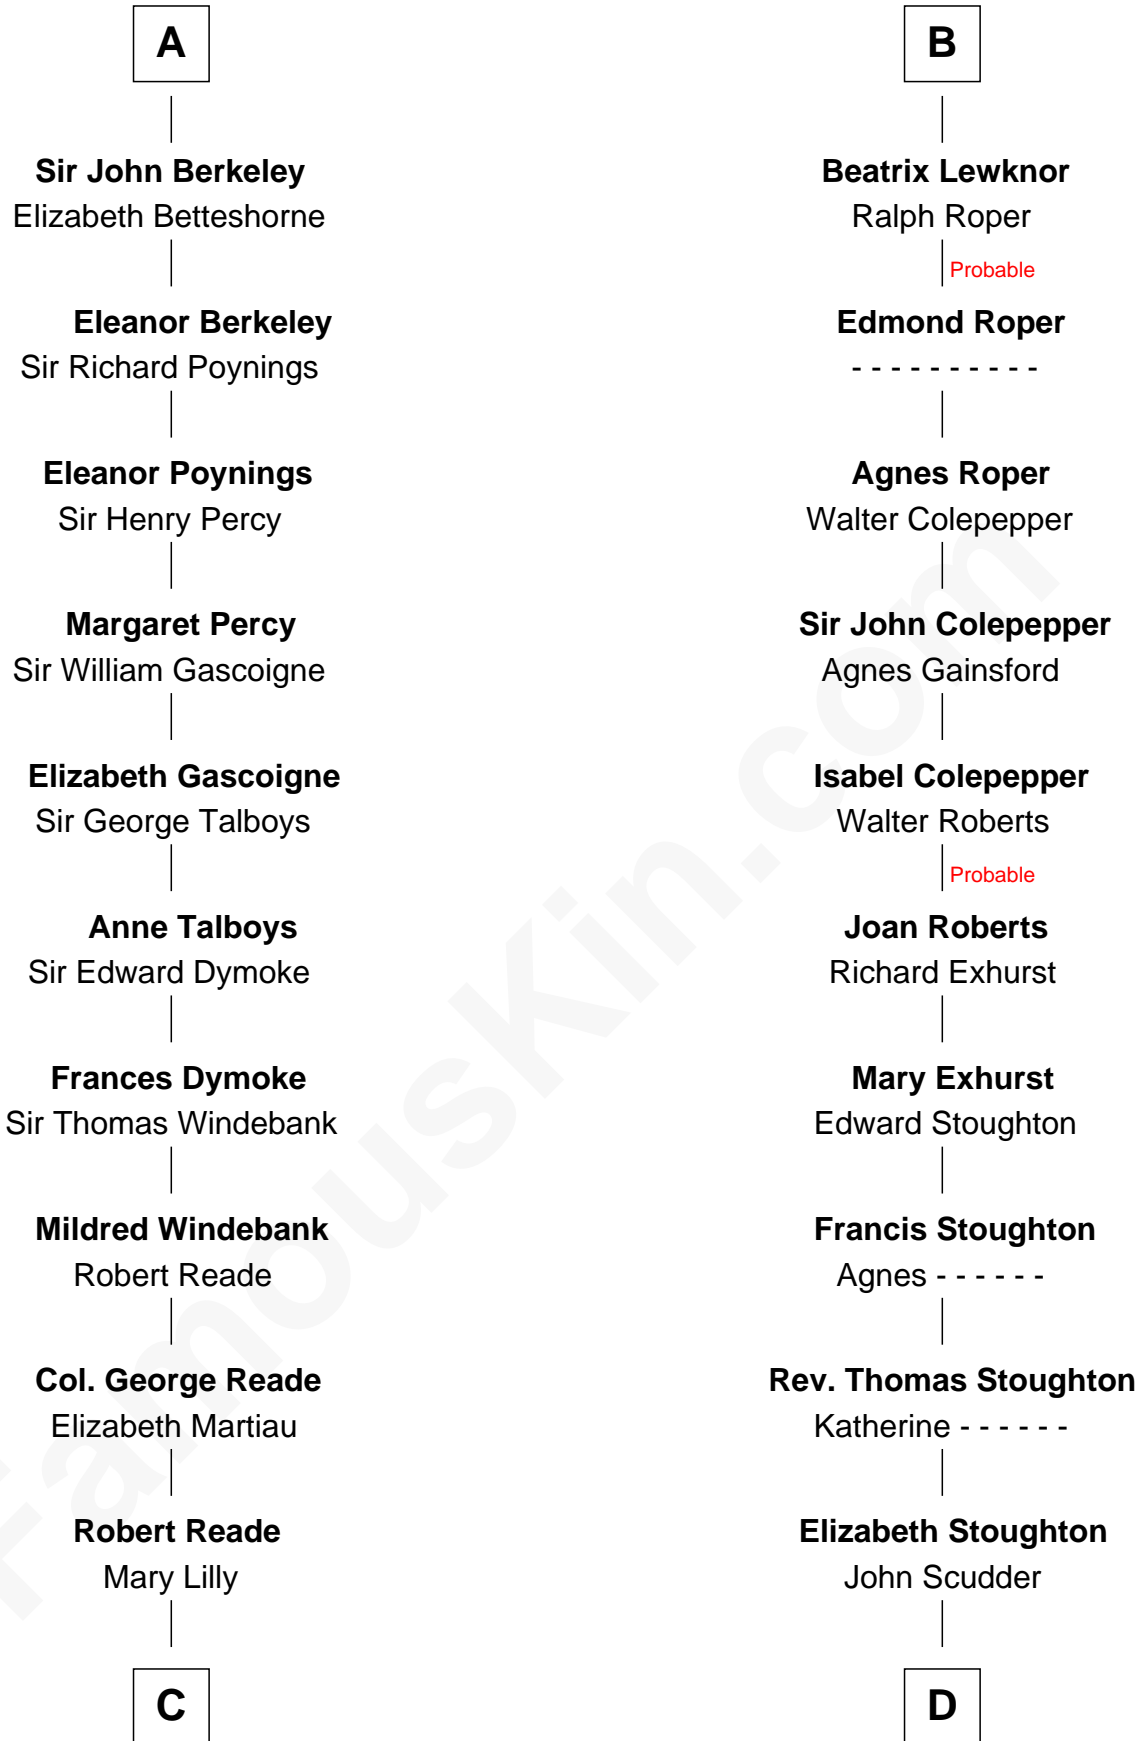 A
Sir John Berkeley
Elizabeth Betteshorne
Eleanor Berkeley
Sir Richard Poynings
Eleanor Poynings
Sir Henry Percy
Margaret Percy
Sir William Gascoigne
Elizabeth Gascoigne
Sir George Talboys
Anne Talboys
Sir Edward Dymoke
Frances Dymoke
Sir Thomas Windebank
Mildred Windebank
Robert Reade
Col. George Reade
Elizabeth Martiau
Robert Reade
Mary Lilly
C
B
Beatrix Lewknor
Ralph Roper
Probable
Edmond Roper
- - - - - - - - - -
Agnes Roper
Walter Colepepper
Sir John Colepepper
Agnes Gainsford
Isabel Colepepper
Walter Roberts
Probable
Joan Roberts
Richard Exhurst
Mary Exhurst
Edward Stoughton
Francis Stoughton
Agnes - - - - - -
Rev. Thomas Stoughton
Katherine - - - - - -
Elizabeth Stoughton
John Scudder
D
FamousKin.com